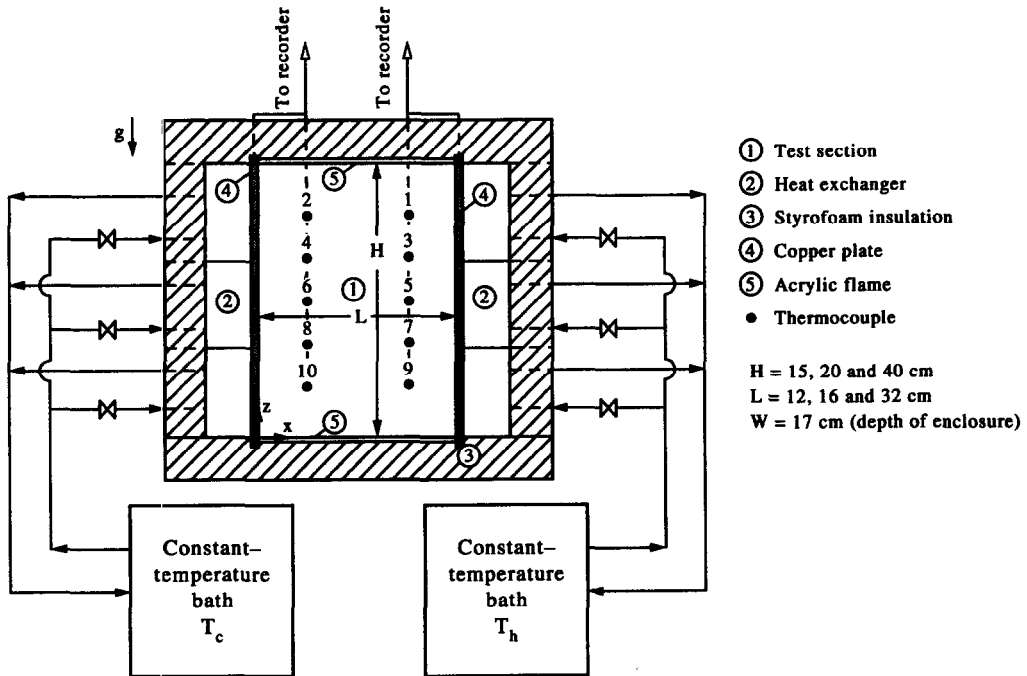 To recorder
To recorder
g
④
⑤
④
2
1
4
3
H
6
①
5
②
②
L
8
7
10
9
z
x
⑤
③
① Test section
② Heat exchanger
③ Styrofoam insulation
④ Copper plate
⑤ Acrylic flame
● Thermocouple
H = 15, 20 and 40 cm
L = 12, 16 and 32 cm
W = 17 cm (depth of enclosure)
Constant–
temperature
bath
T_c
Constant–
temperature
bath
T_h